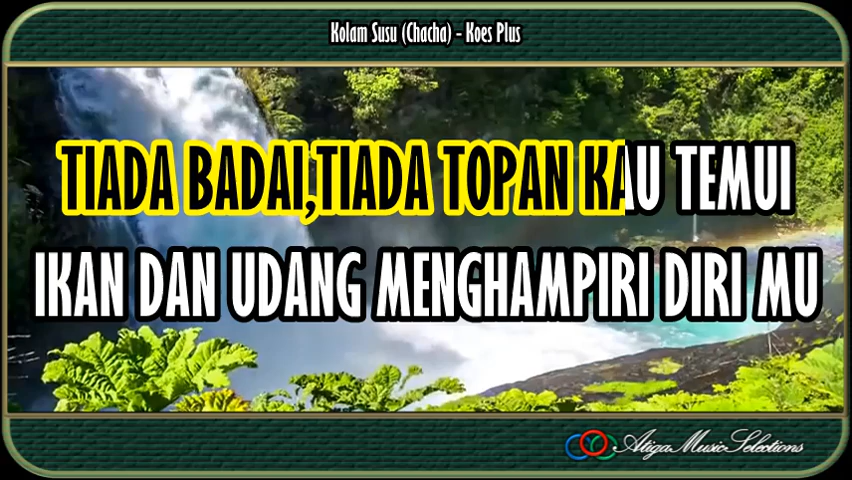 Kolam Susu (Chacha) - Koes Plus
TIADA BADAI,TIADA TOPAN KAU TEMUI
IKAN DAN UDANG MENGHAMPIRI DIRI MU
AtigaMusicSelections